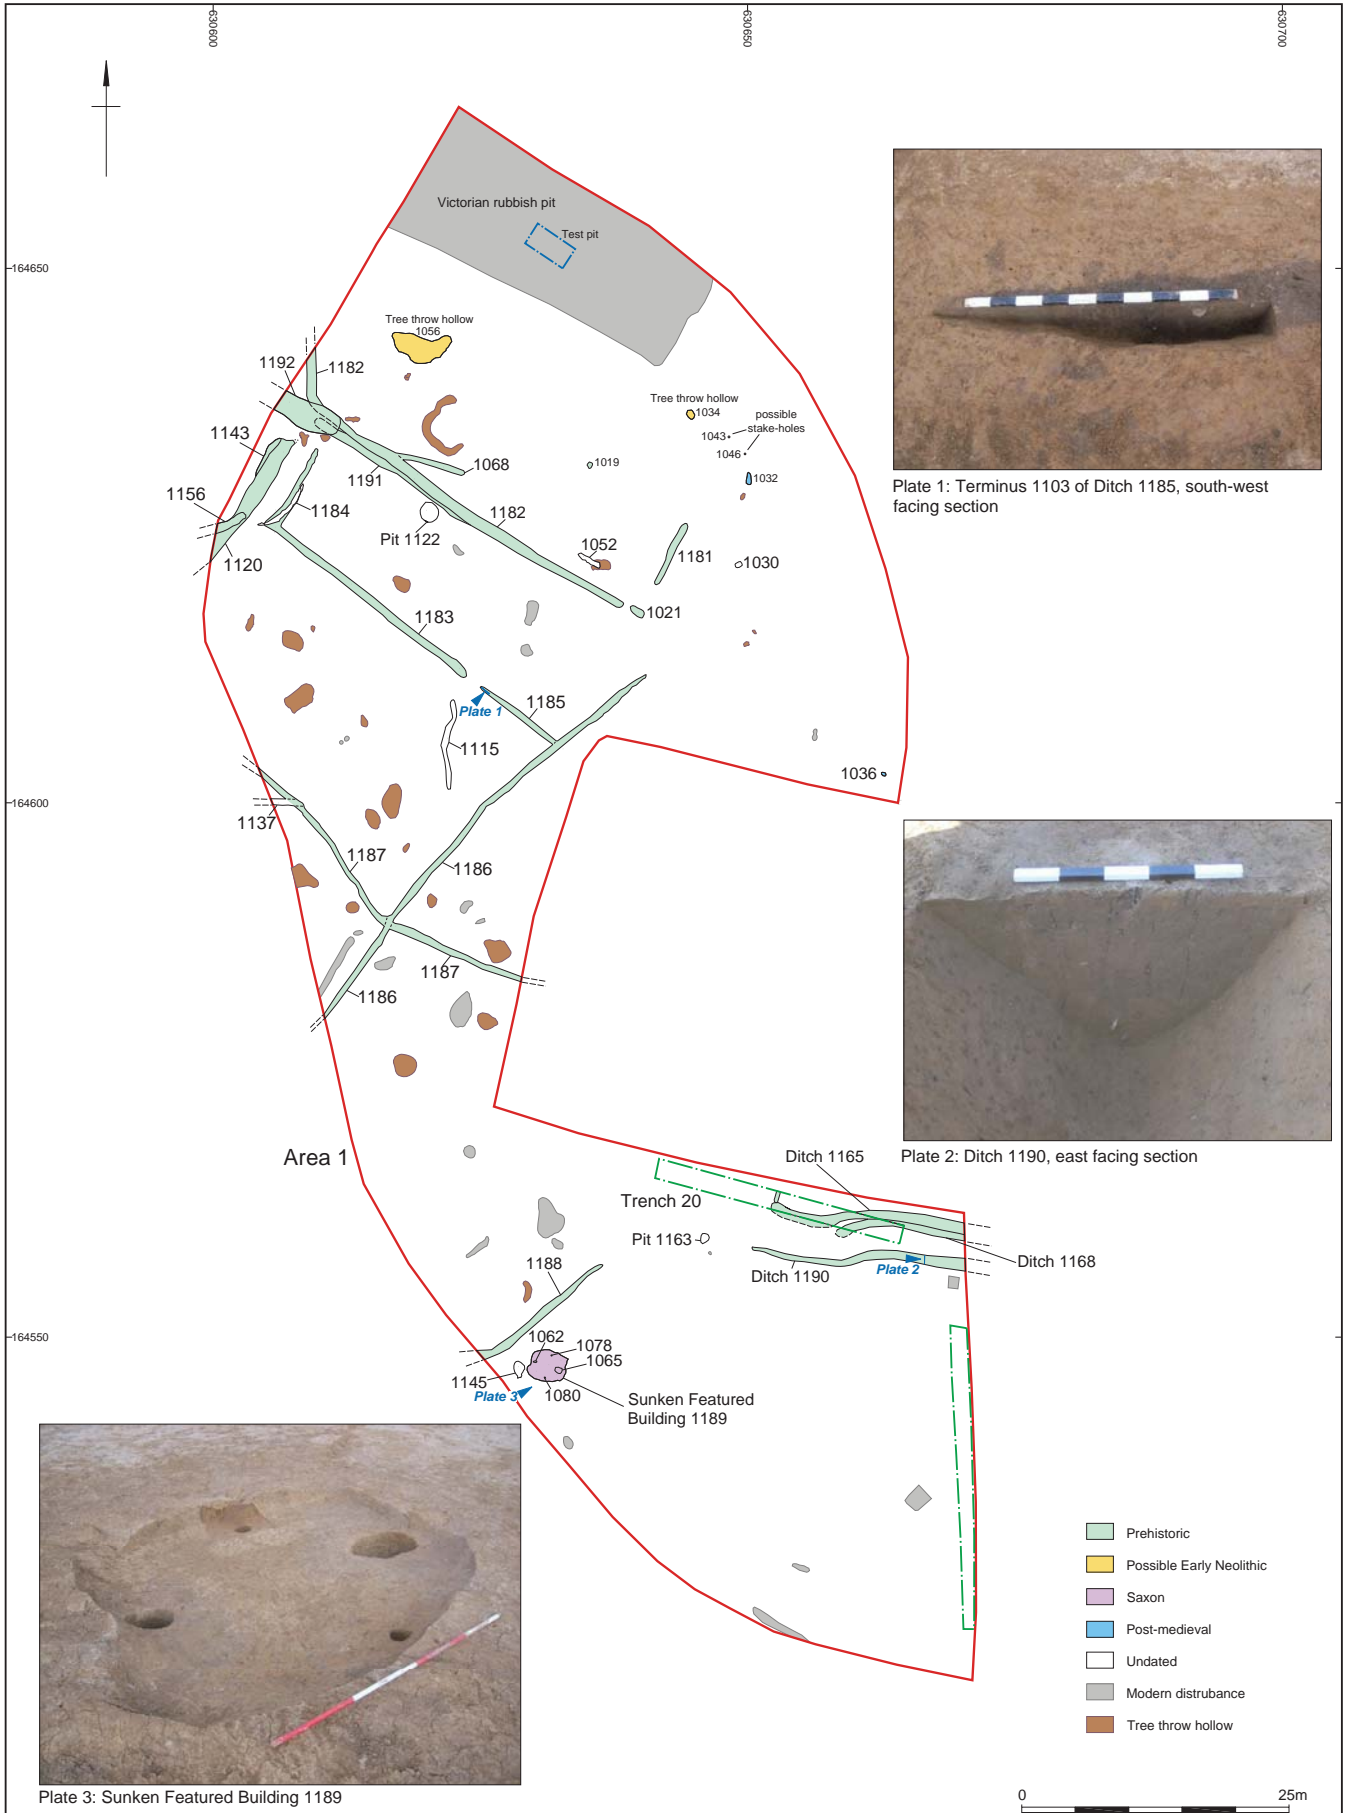 630600
630650
630700
Victorian rubbish pit
Test pit
164650
Tree throw hollow
1056
1192
1182
Tree throw hollow
1034
possible
stake-holes
1043
1046
1143
1068
1019
1032
1191
Plate 1: Terminus 1103 of Ditch 1185, south-west
facing section
1156
1184
1182
Pit 1122
1052
1181
1030
1120
1021
1183
Plate 1
1185
1115
1036
164600
1137
1187
1186
1187
1186
Area 1
Ditch 1165
Plate 2: Ditch 1190, east facing section
Trench 20
Pit 1163
Ditch 1168
1188
Ditch 1190
Plate 2
164550
1062
1078
1065
1145
1080
Plate 3
Sunken Featured
Building 1189
Prehistoric
Possible Early Neolithic
Saxon
Post-medieval
Undated
Modern distrubance
Tree throw hollow
Plate 3: Sunken Featured Building 1189
0
25m